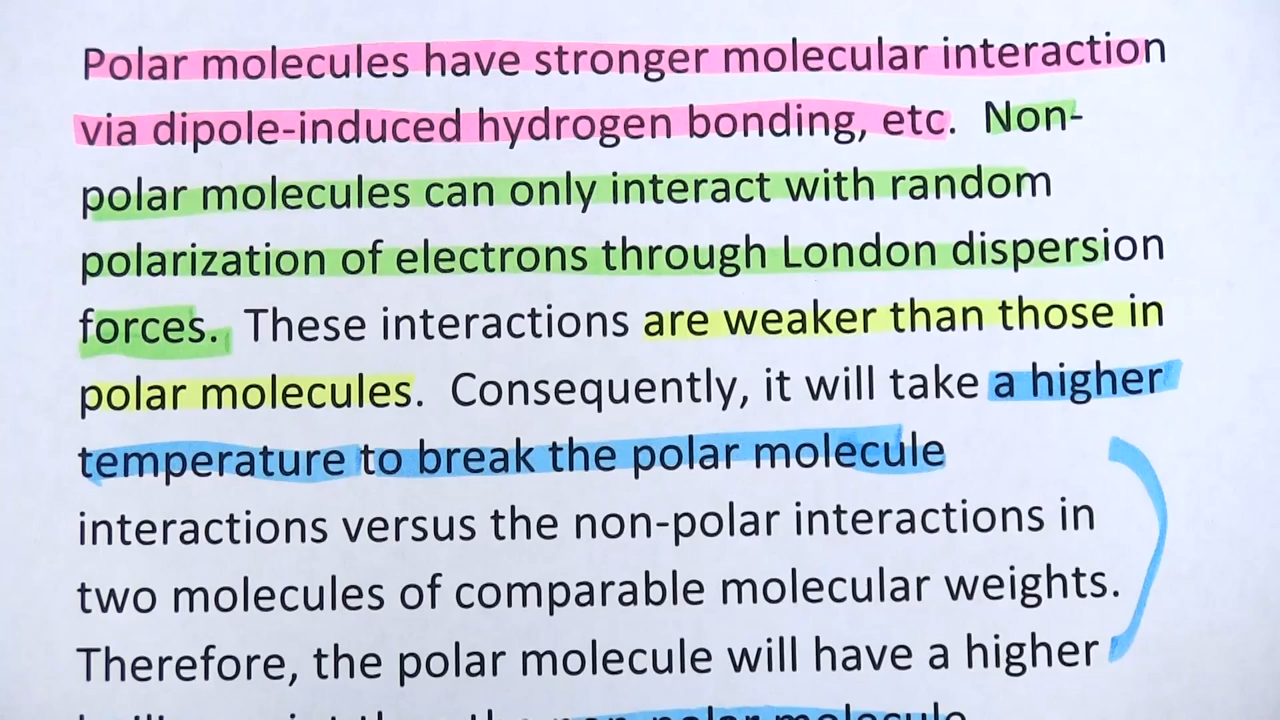 Polar molecules have stronger molecular interaction
via dipole-induced hydrogen bonding, etc.  Non-
polar molecules can only interact with random
polarization of electrons through London dispersion
forces.  These interactions are weaker than those in
polar molecules.  Consequently, it will take a higher
temperature to break the polar molecule
interactions versus the non-polar interactions in
two molecules of comparable molecular weights.
Therefore, the polar molecule will have a higher
non-polar molecule